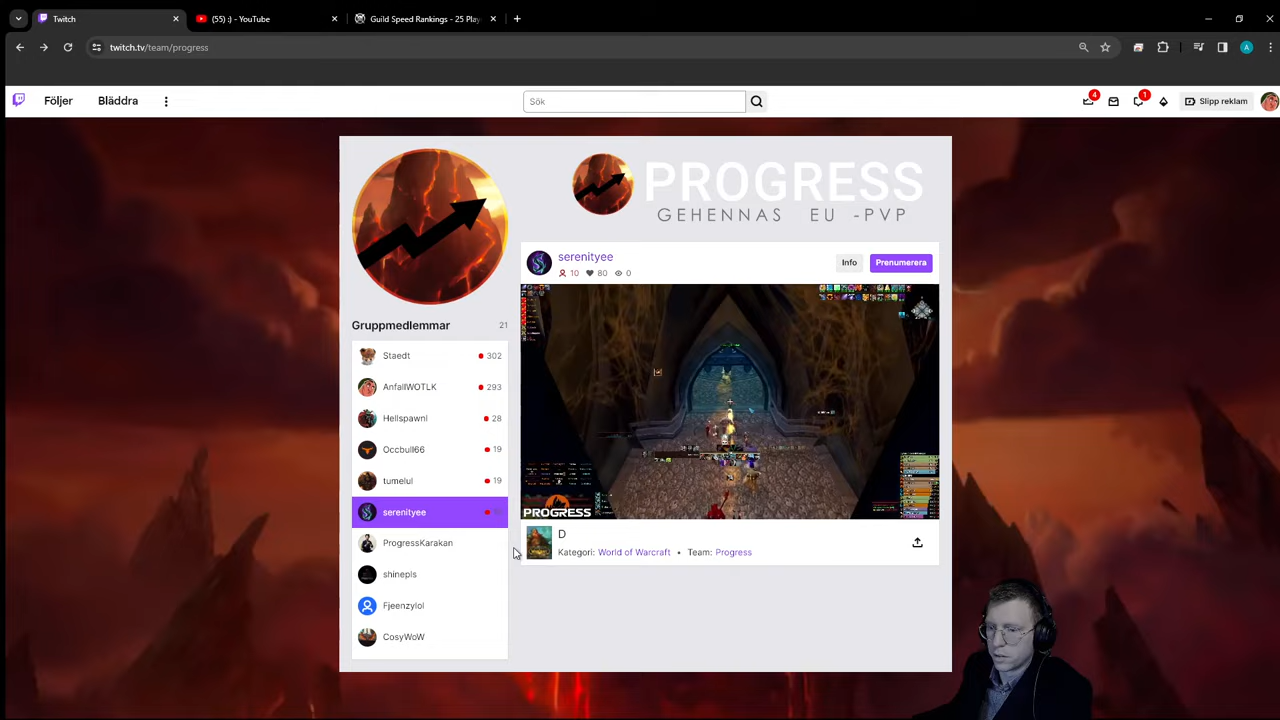 Twitch
(55) :) - YouTube
Guild Speed Rankings - 25 Play
twitch.tv/team/progress
A
Följer
Bläddra
Sök
4
1
Slipp reklam
PROGRESS
GEHENNAS EU -PVP
serenityee
10 80 0
Info
Prenumerera
Gruppmedlemmar 21
Staedt 302
AnfallWOTLK 293
Hellspawnl 28
Occbull66 19
tumelul 19
serenityee
ProgressKarakan
shinepls
Fjeenzylol
CosyWoW
PROGRESS
D
Kategori: World of Warcraft • Team: Progress